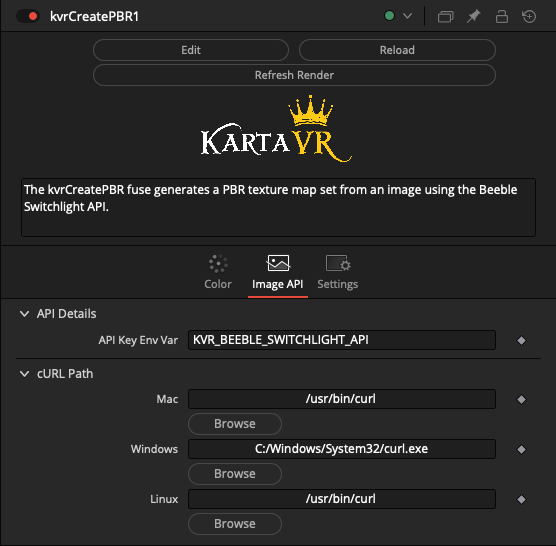 kvrCreatePBR1
Edit
Reload
Refresh Render
KARTAVR
The kvrCreatePBR fuse generates a PBR texture map set from an image using the Beeble
Switchlight API.
Color
Image API
Settings
API Details
API Key Env Var
KVR_BEEBLE_SWITCHLIGHT_API
cURL Path
Mac
/usr/bin/curl
Browse
Windows
C:/Windows/System32/curl.exe
Browse
Linux
/usr/bin/curl
Browse